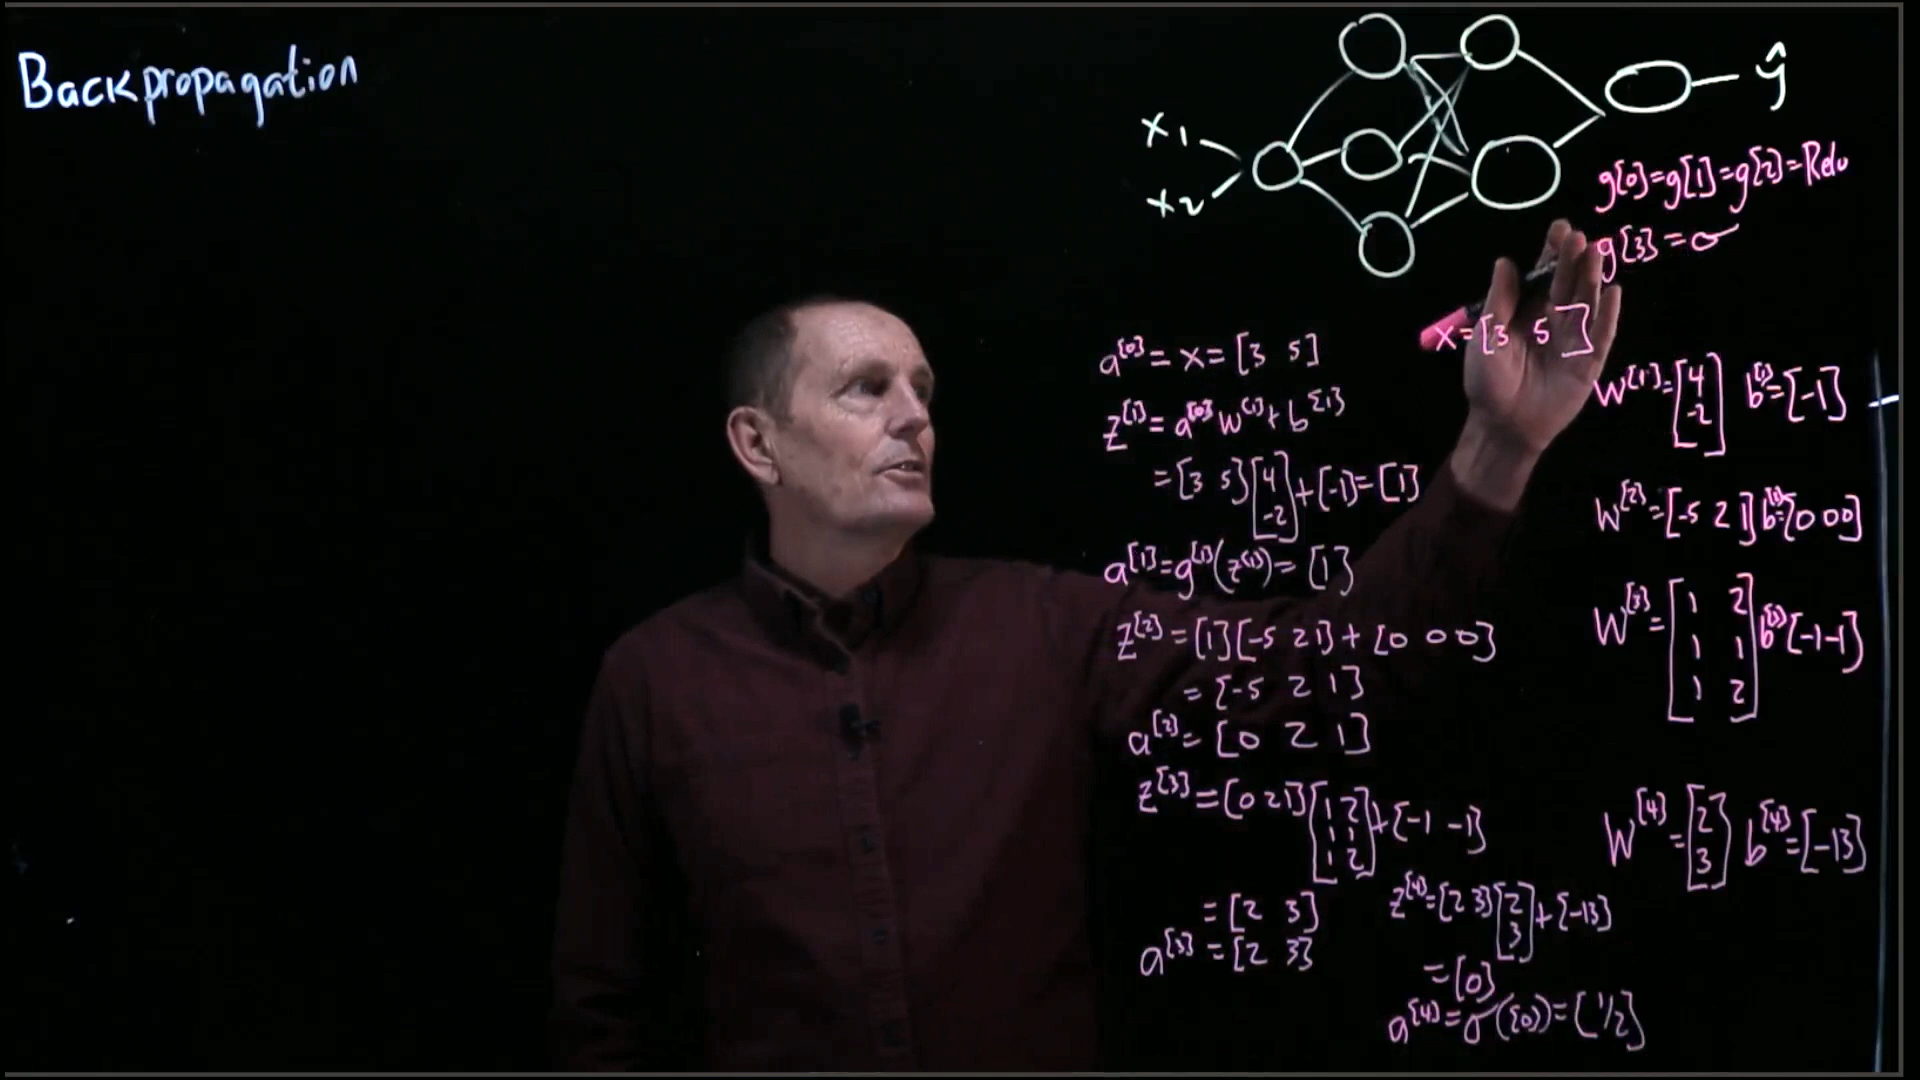 Backpropagation
x1
x2
ŷ
g[0]=g[1]=g[2]=Relu
g[3]=σ
x=[3 5]
W[1]=[4 -2] b[1]=[-1]
W[2]=[-5 2 1] b[1]=[0 0 0]
W[3]=[1 2 1 1 1 2] b[3][-1 -1]
W[4]=[2 3] b[4]=[-13]
a[0]=x=[3 5]
z[1]=a[0]W[1]+b[1]
=[3 5][4 -2]+[-1]=[1]
a[1]=g[1](z[1])=[1]
z[2]=[1][-5 2 1]+[0 0 0]
=[-5 2 1]
a[2]=[0 2 1]
z[3]=[0 2 1][1 2 1 1 1 2]+[-1 -1]
=[2 3]
a[3]=[2 3]
z[4]=[2 3][2 3]+[-13]
=[0]
a[4]=σ([0])=[1/2]